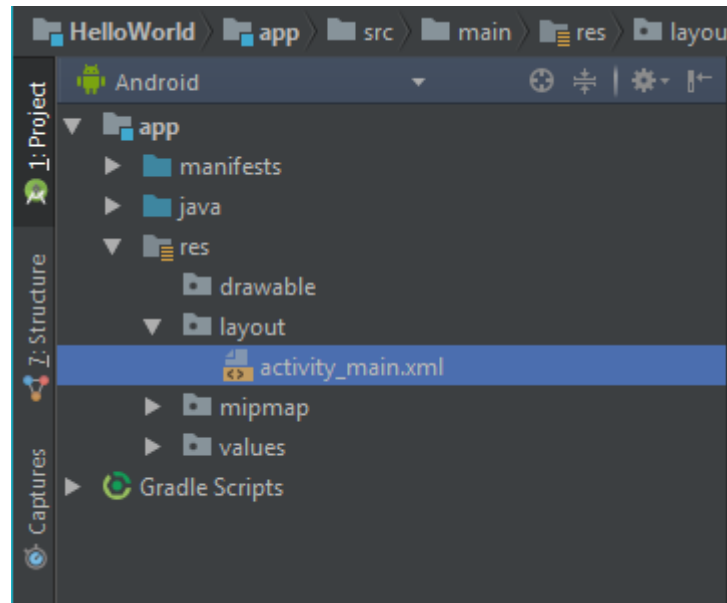 HelloWorld app src main res layou
Android
app
manifests
java
res
drawable
layout
activity_main.xml
mipmap
values
Gradle Scripts
1: Project
7: Structure
Captures